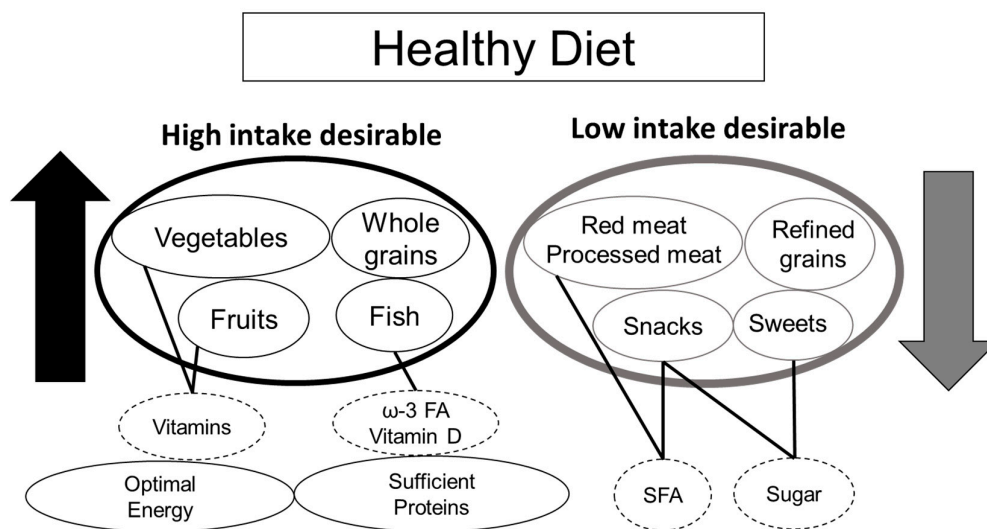 Healthy Diet
High intake desirable
Low intake desirable
Vegetables
Whole
grains
Fruits
Fish
Red meat
Processed meat
Refined
grains
Snacks
Sweets
Vitamins
ω-3 FA
Vitamin D
Optimal
Energy
Sufficient
Proteins
SFA
Sugar